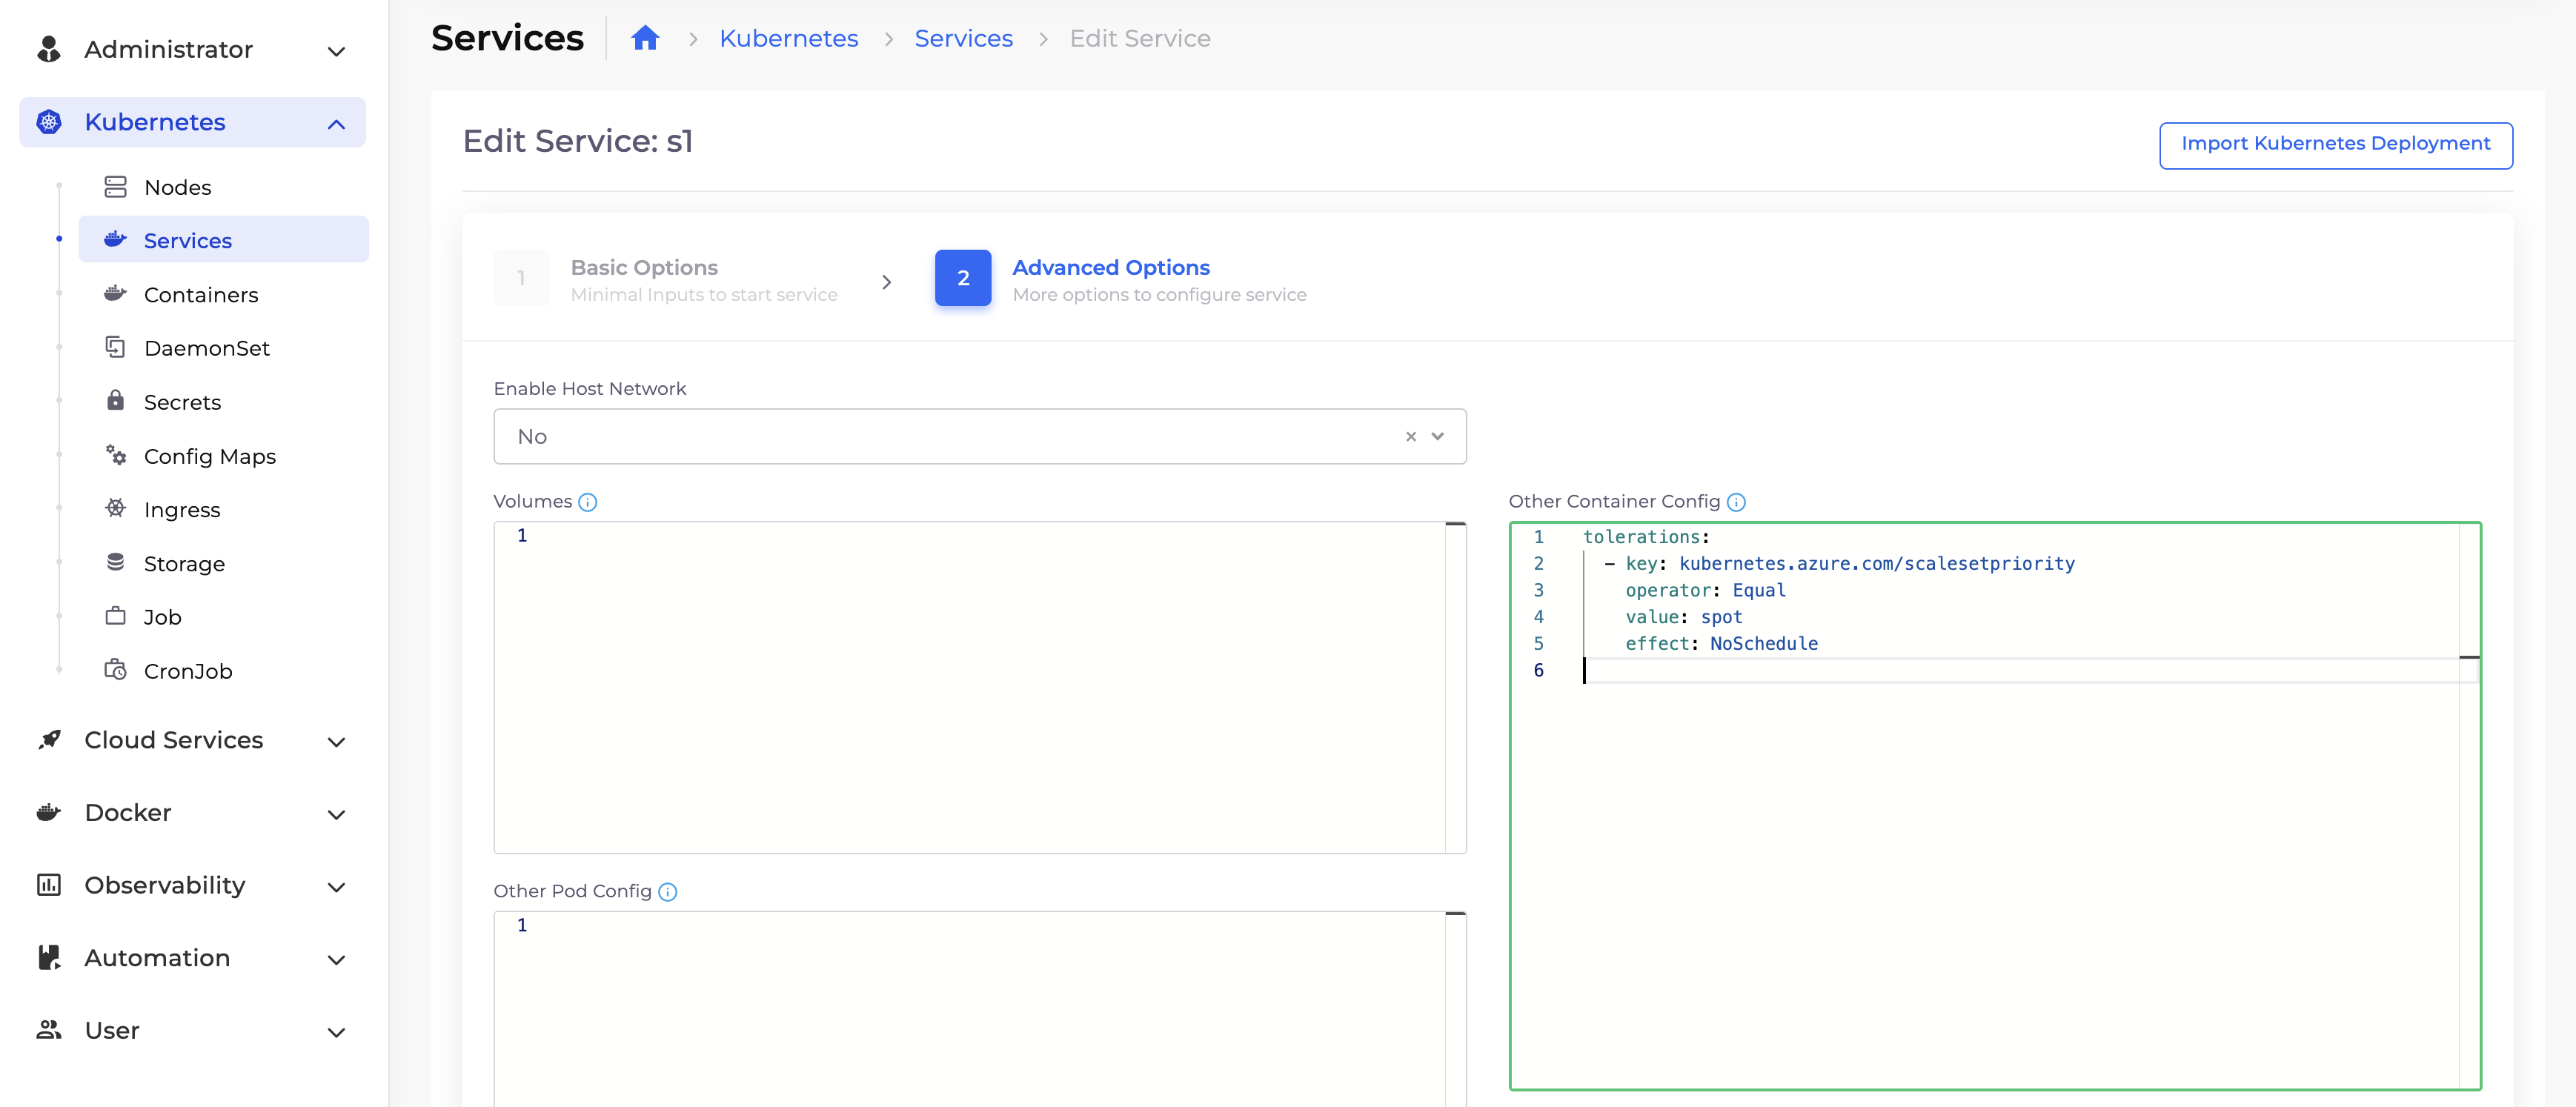 Administrator
Kubernetes
Nodes
Services
Containers
DaemonSet
Secrets
Config Maps
Ingress
Storage
Job
CronJob
Cloud Services
Docker
Observability
Automation
User
Services
Kubernetes
Services
Edit Service
Edit Service: s1
Import Kubernetes Deployment
1
Basic Options
Minimal Inputs to start service
2
Advanced Options
More options to configure service
Enable Host Network
No
Volumes
1
Other Container Config
1 tolerations:
2 - key: kubernetes.azure.com/scalesetpriority
3 operator: Equal
4 value: spot
5 effect: NoSchedule
6
Other Pod Config
1